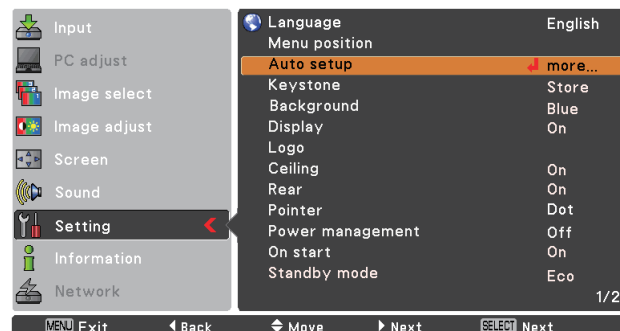 Input
PC adjust
Image select
Image adjust
Screen
Sound
Setting
Information
Network
Language English
Menu position
Auto setup more...
Keystone Store
Background Blue
Display On
Logo
Ceiling On
Rear On
Pointer Dot
Power management Off
On start On
Standby mode Eco
1/2
MENU Exit Back Move Next SELECT Next